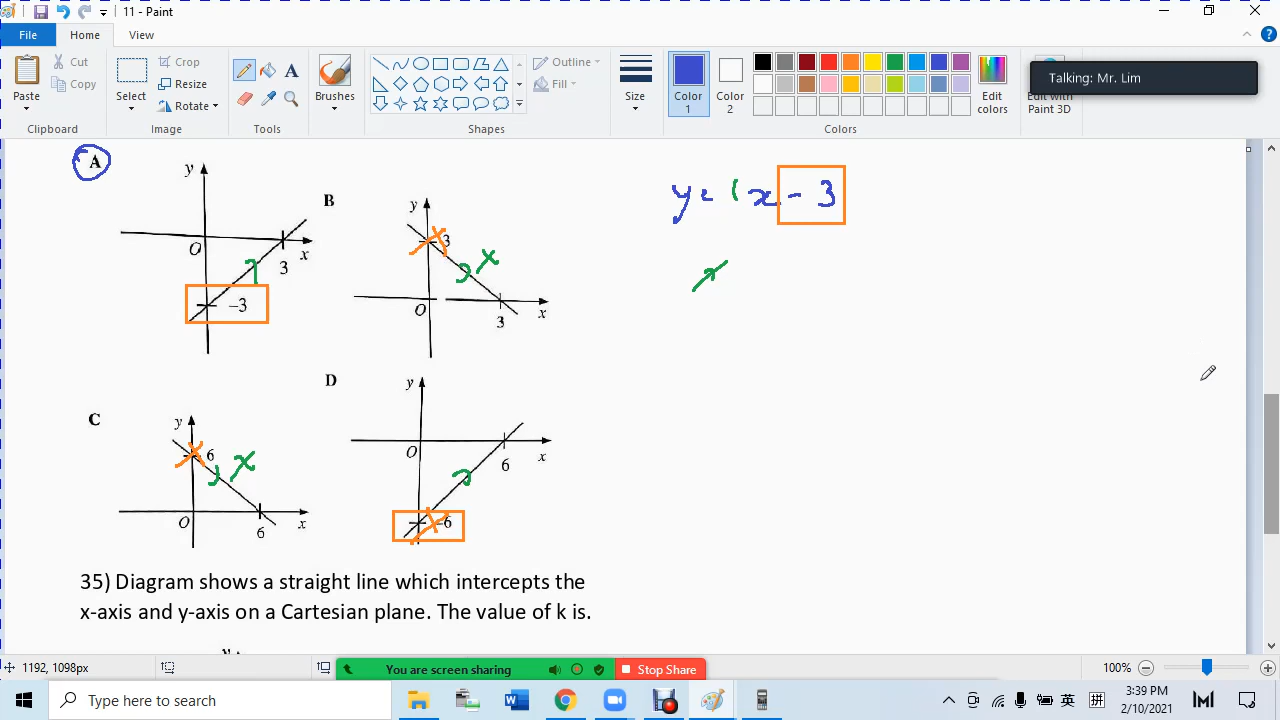 11 - Paint
File Home View
Paste Cut Copy Clipboard
Select Crop Resize Rotate Image
Tools
Brushes
Shapes
Outline Fill
Size
Color 1 Color 2
Colors
Edit colors
Edit with Paint 3D
Talking: Mr. Lim
A y O x 3 -3
B y 3 O 3 x
y = 1x - 3
C y 6 O 6 x
D y O 6 x -6
35) Diagram shows a straight line which intercepts the
x-axis and y-axis on a Cartesian plane. The value of k is.
y
1192, 1098px
You are screen sharing Stop Share
100%
Type here to search
英 拼
3:39 PM
2/10/2021